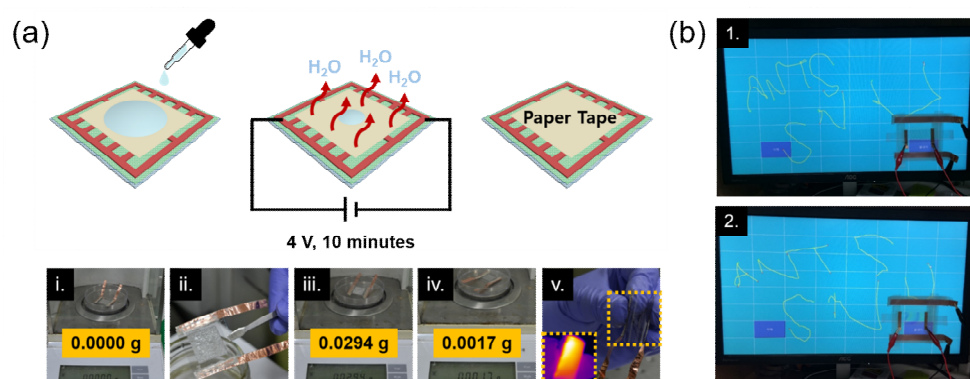 (a)
H₂O
H₂O
H₂O
Paper Tape
4 V, 10 minutes
i.
ii.
iii.
iv.
v.
0.0000 g
0.0294 g
0.0017 g
(b)
1.
ANTS
2.